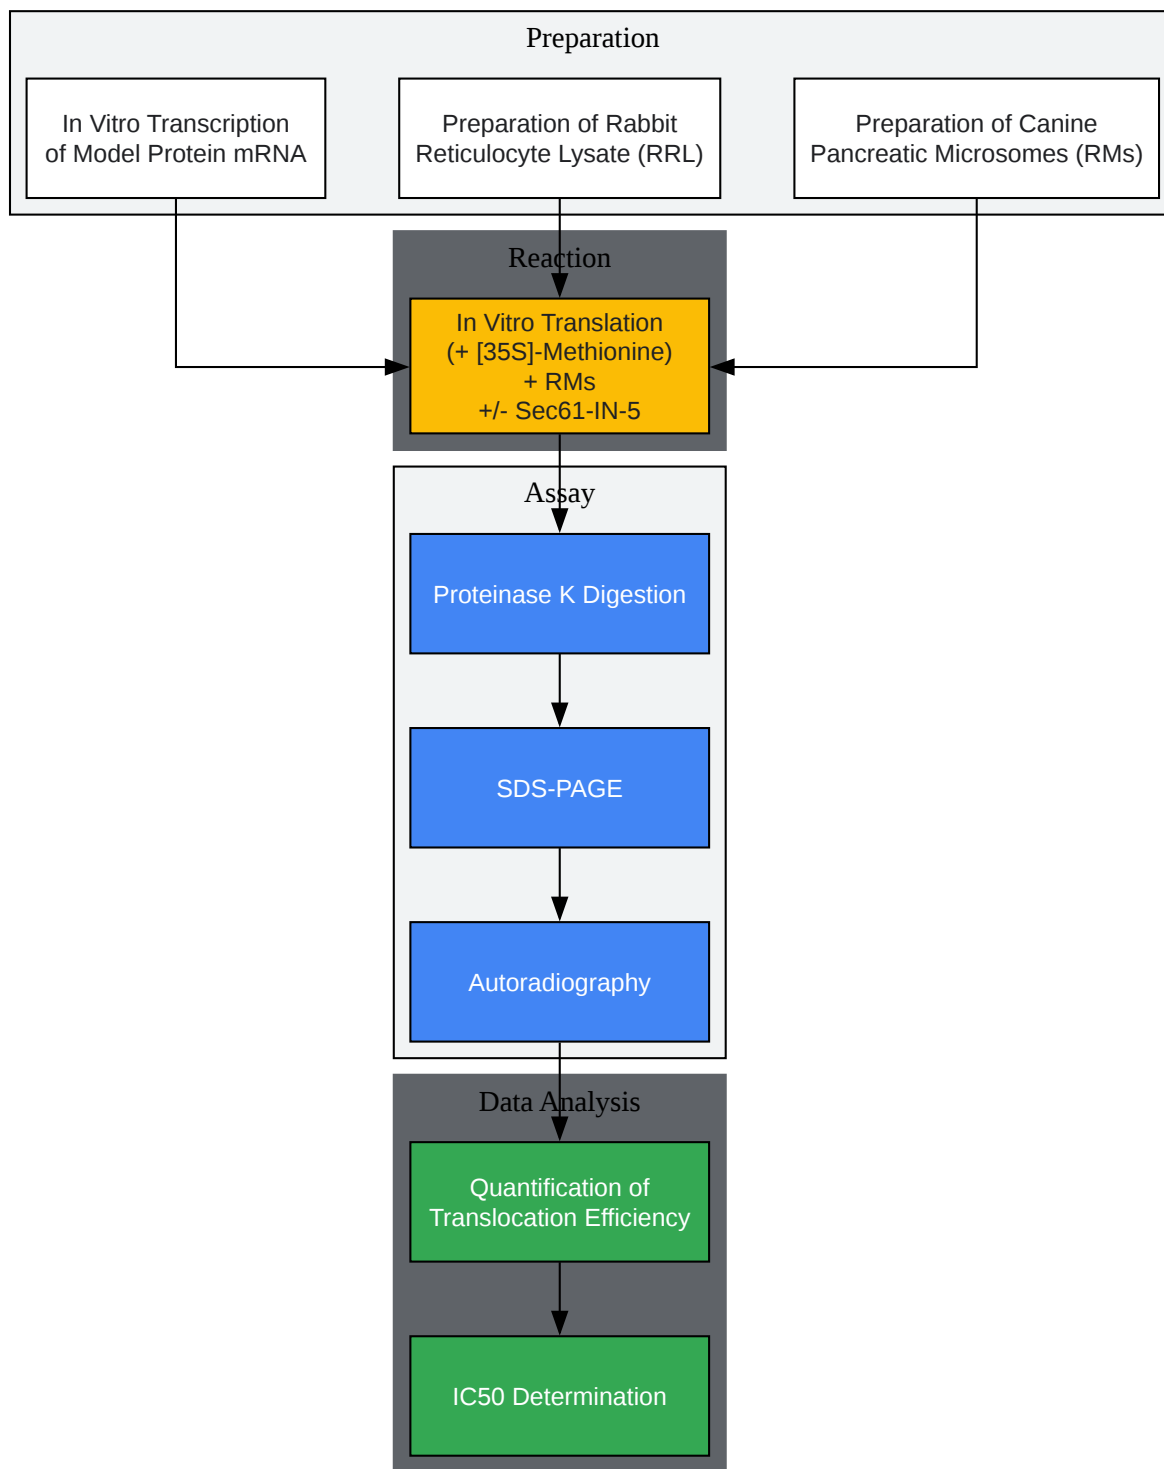 Preparation
In Vitro Transcription
of Model Protein mRNA
Preparation of Rabbit
Reticulocyte Lysate (RRL)
Preparation of Canine
Pancreatic Microsomes (RMs)
Reaction
In Vitro Translation
(+ [35S]-Methionine)
+ RMs
+/- Sec61-IN-5
Assay
Proteinase K Digestion
SDS-PAGE
Autoradiography
Data Analysis
Quantification of
Translocation Efficiency
IC50 Determination